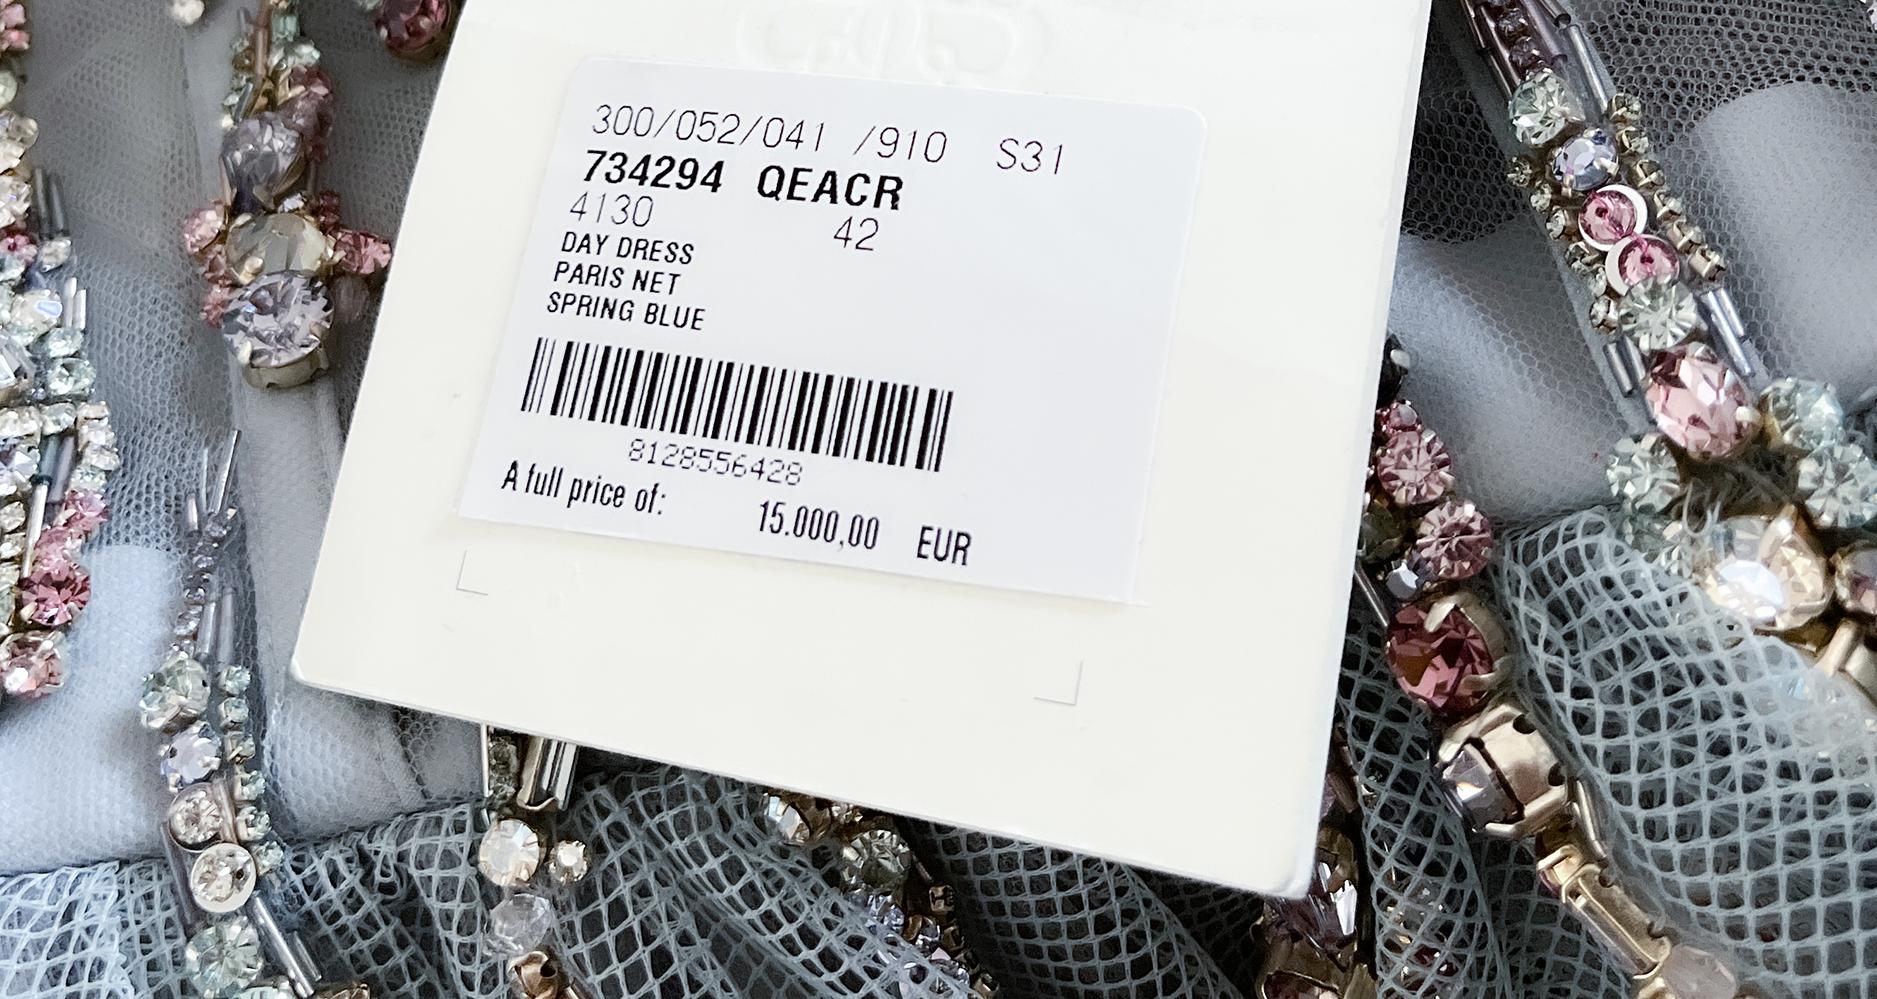 300/052/041 /910 S31
734294 QEACR
4130 42
DAY DRESS
PARIS NET
SPRING BLUE
8128556428
A full price of: 15.000,00 EUR